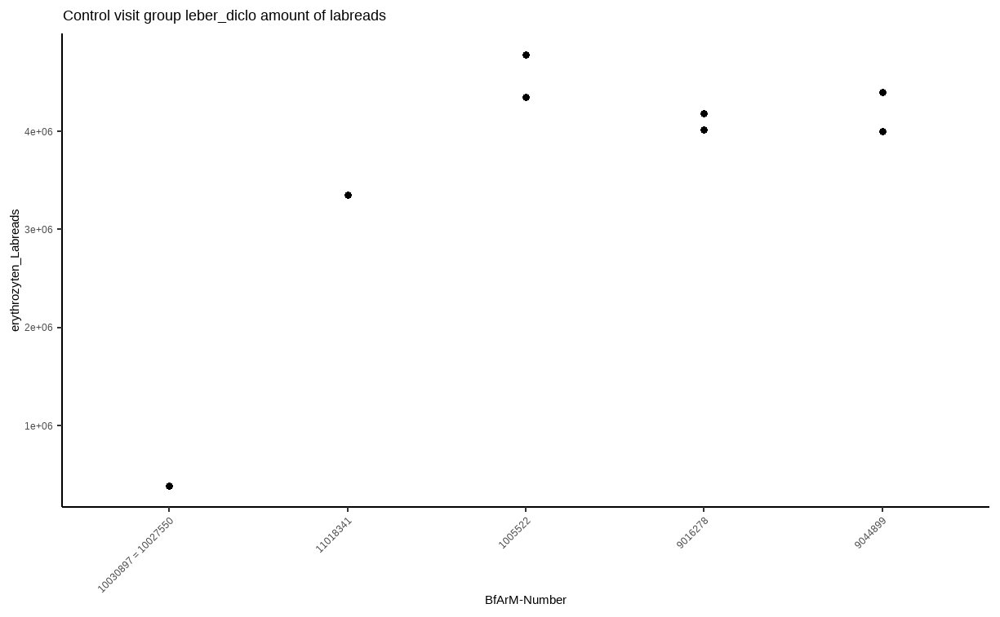 Control visit group leber_diclo amount of labreads
erythrozyten_Labreads
4e+06
3e+06
2e+06
1e+06
10030897 = 10027550
11018341
1005522
9016278
9044899
BfArM-Number